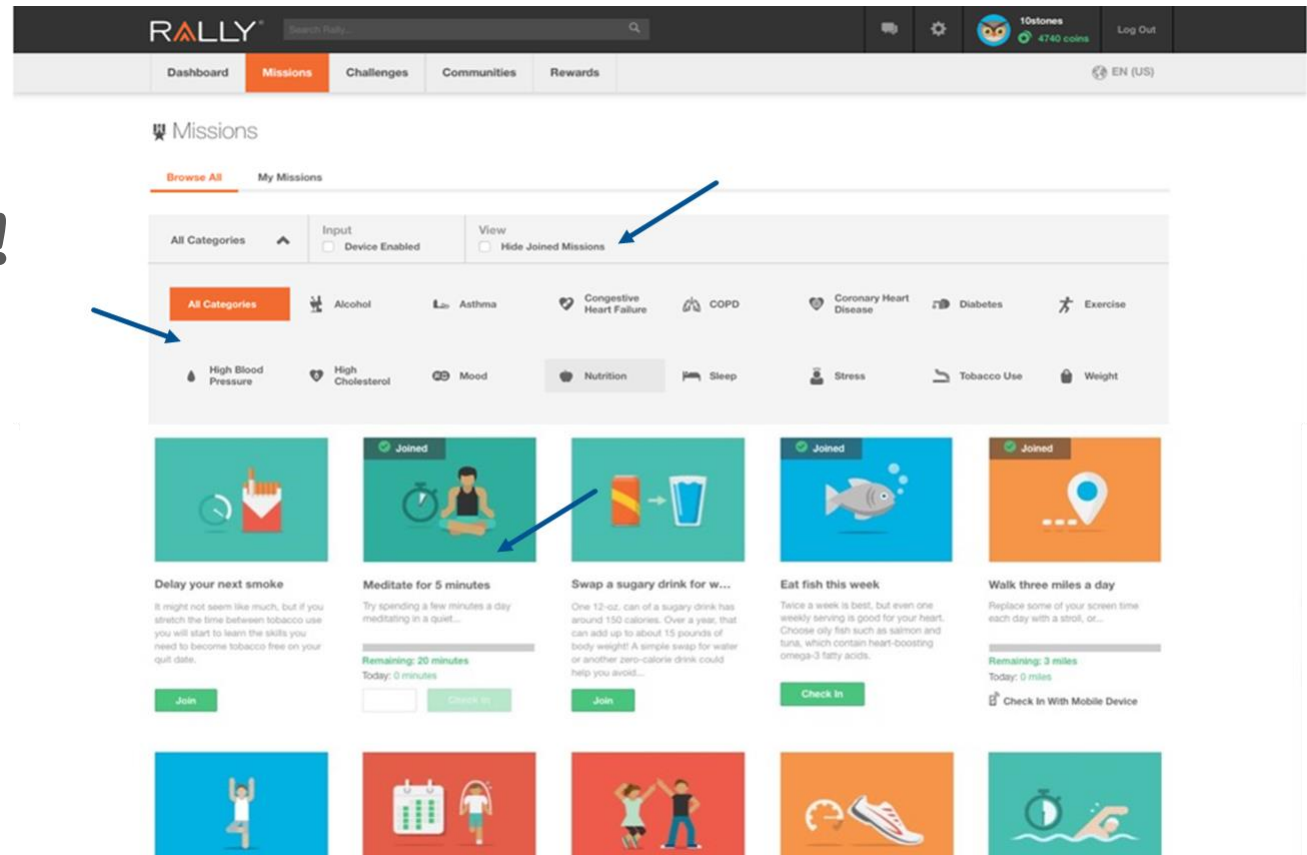 RALLY
Search Rally...
10stones
4740 coins
Log Out
Dashboard
Missions
Challenges
Communities
Rewards
EN (US)
!
Missions
Browse All
My Missions
All Categories
Input
Device Enabled
View
Hide Joined Missions
All Categories
Alcohol
Asthma
Congestive
Heart Failure
COPD
Coronary Heart
Disease
Diabetes
Exercise
High Blood
Pressure
High
Cholesterol
Mood
Nutrition
Sleep
Stress
Tobacco Use
Weight
Delay your next smoke
It might not seem like much, but if you
stretch the time between tobacco use
you will start to learn the skills you
need to become tobacco free on your
quit date.
Join
Joined
Meditate for 5 minutes
Try spending a few minutes a day
meditating in a quiet...
Remaining: 20 minutes
Today: 0 minutes
Check In
Swap a sugary drink for w...
One 12-oz. can of a sugary drink has
around 150 calories. Over a year, that
can add up to about 15 pounds of
body weight! A simple swap for water
or another zero-calorie drink could
help you avoid...
Join
Joined
Eat fish this week
Twice a week is best, but even one
weekly serving is good for your heart.
Choose oily fish such as salmon and
tuna, which contain heart-boosting
omega-3 fatty acids.
Check In
Joined
Walk three miles a day
Replace some of your screen time
each day with a stroll, or...
Remaining: 3 miles
Today: 0 miles
Check In With Mobile Device